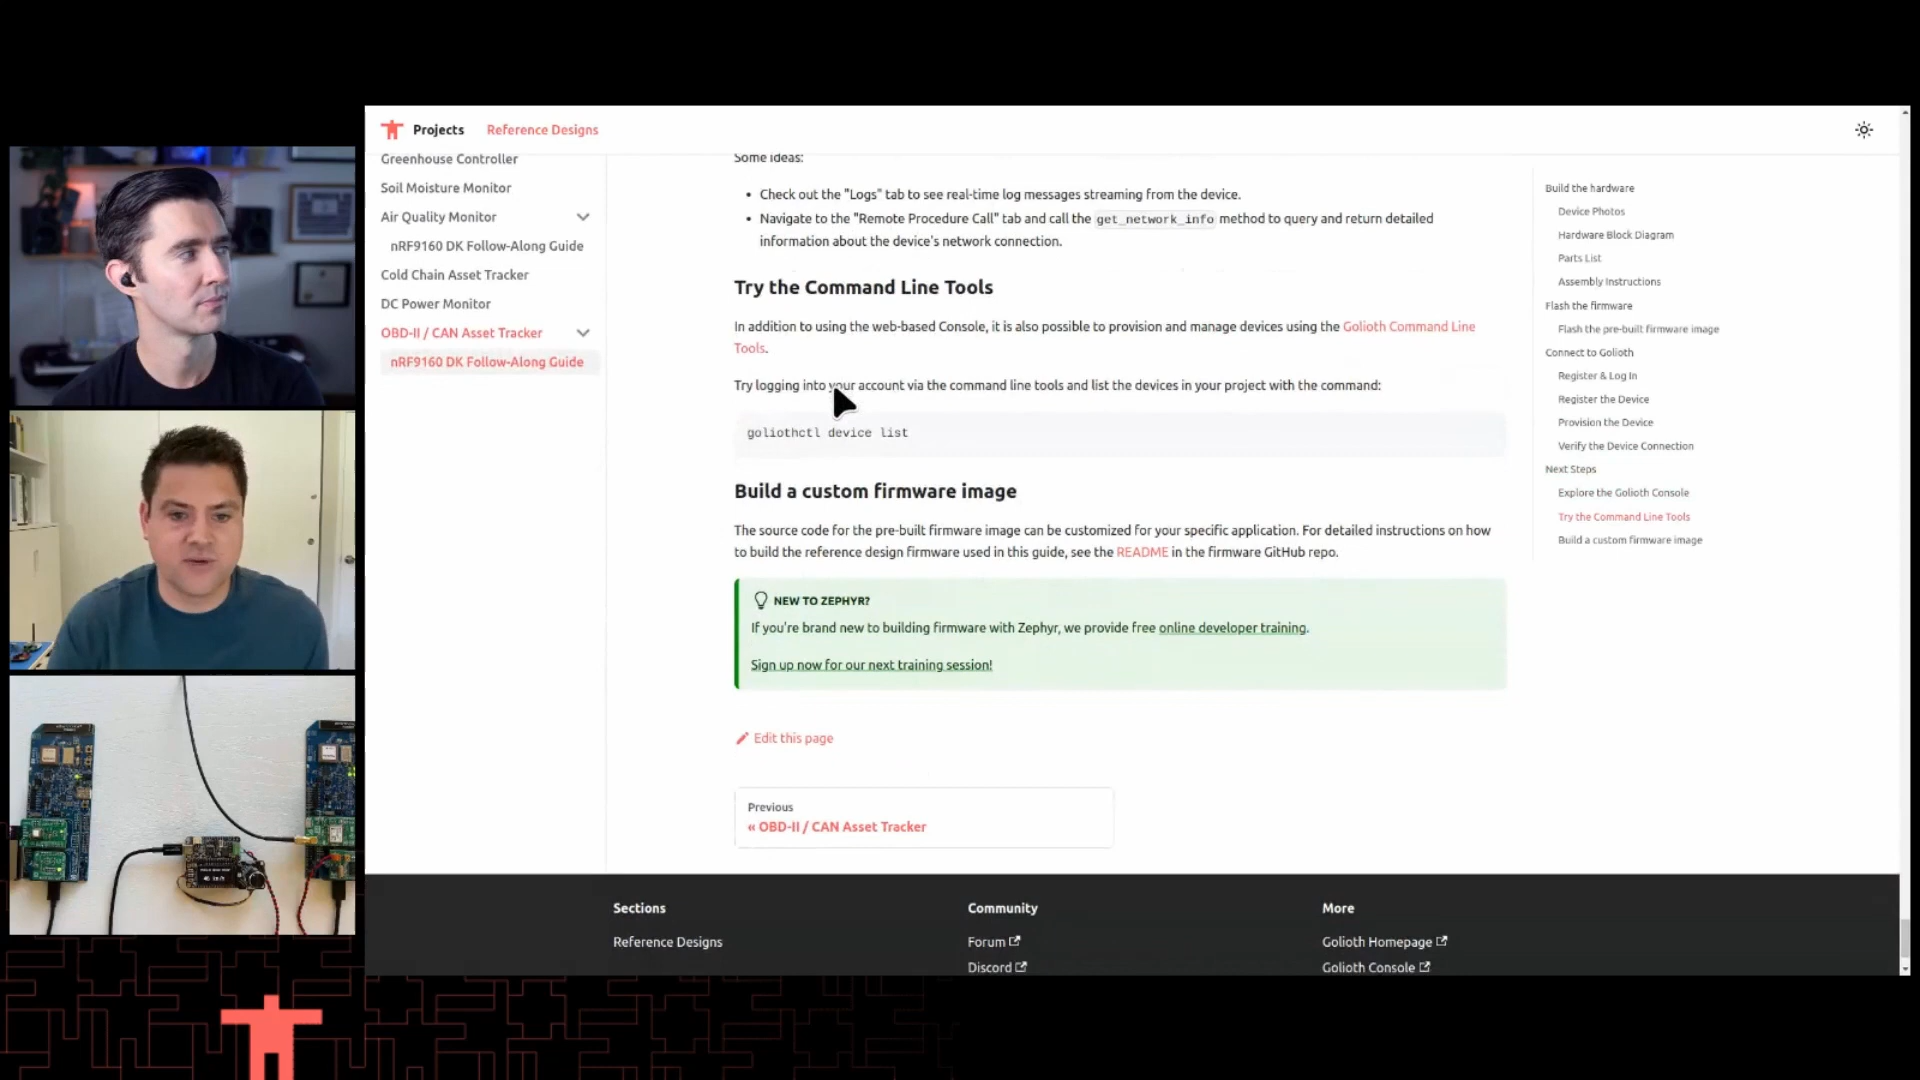 Projects
Reference Designs
Greenhouse Controller
Soil Moisture Monitor
Air Quality Monitor
nRF9160 DK Follow-Along Guide
Cold Chain Asset Tracker
DC Power Monitor
OBD-II / CAN Asset Tracker
nRF9160 DK Follow-Along Guide
Some ideas:
• Check out the "Logs" tab to see real-time log messages streaming from the device.
• Navigate to the "Remote Procedure Call" tab and call the get_network_info method to query and return detailed
information about the device's network connection.
Try the Command Line Tools
In addition to using the web-based Console, it is also possible to provision and manage devices using the Golioth Command Line
Tools.
Try logging into your account via the command line tools and list the devices in your project with the command:
goliothctl device list
Build a custom firmware image
The source code for the pre-built firmware image can be customized for your specific application. For detailed instructions on how
to build the reference design firmware used in this guide, see the README in the firmware GitHub repo.
NEW TO ZEPHYR?
If you're brand new to building firmware with Zephyr, we provide free online developer training.
Sign up now for our next training session!
Edit this page
Previous
« OBD-II / CAN Asset Tracker
Build the hardware
Device Photos
Hardware Block Diagram
Parts List
Assembly Instructions
Flash the firmware
Flash the pre-built firmware image
Connect to Golioth
Register & Log In
Register the Device
Provision the Device
Verify the Device Connection
Next Steps
Explore the Golioth Console
Try the Command Line Tools
Build a custom firmware image
Sections
Reference Designs
Community
Forum
Discord
More
Golioth Homepage
Golioth Console